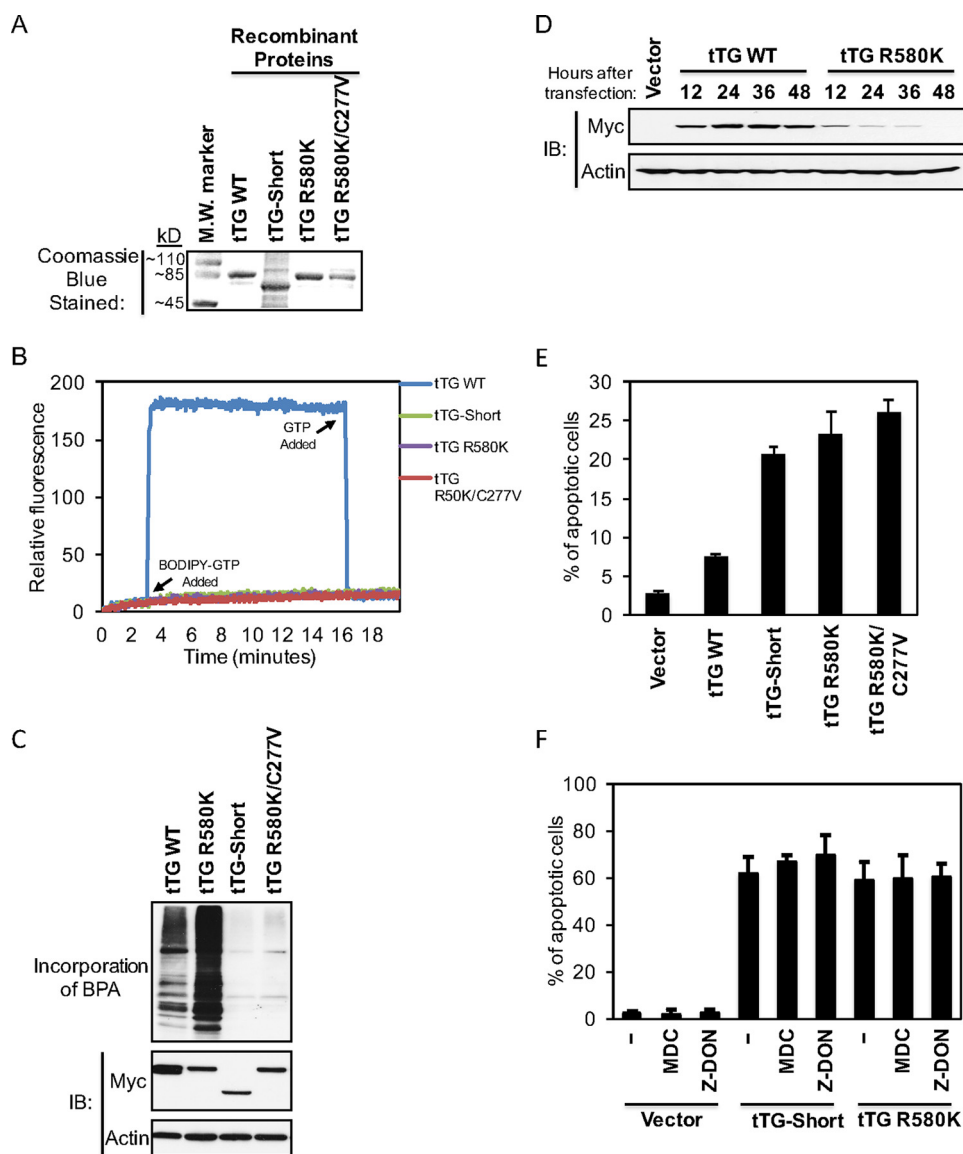 A
Recombinant
Proteins
M.W. marker
tTG WT
tTG-Short
tTG R580K
tTG R580K/C277V
kD
Coomassie
Blue
Stained:
~110
~85
~45
B
Relative fluorescence
200
150
100
50
0
0 2 4 6 8 10 12 14 16 18
Time (minutes)
BODIPY-GTP
Added
GTP
Added
tTG WT
tTG-Short
tTG R580K
tTG
R50K/C277V
C
tTG WT
tTG R580K
tTG-Short
tTG R580K/C277V
Incorporation
of BPA
IB:
Myc
Actin
D
Vector
tTG WT
tTG R580K
Hours after
transfection:
12 24 36 48 12 24 36 48
IB:
Myc
Actin
E
% of apoptotic cells
30
25
20
15
10
5
0
Vector
tTG WT
tTG-Short
tTG R580K
tTG R580K/
C277V
F
% of apoptotic cells
100
80
60
40
20
0
– MDC Z-DON – MDC Z-DON – MDC Z-DON
Vector tTG-Short tTG R580K